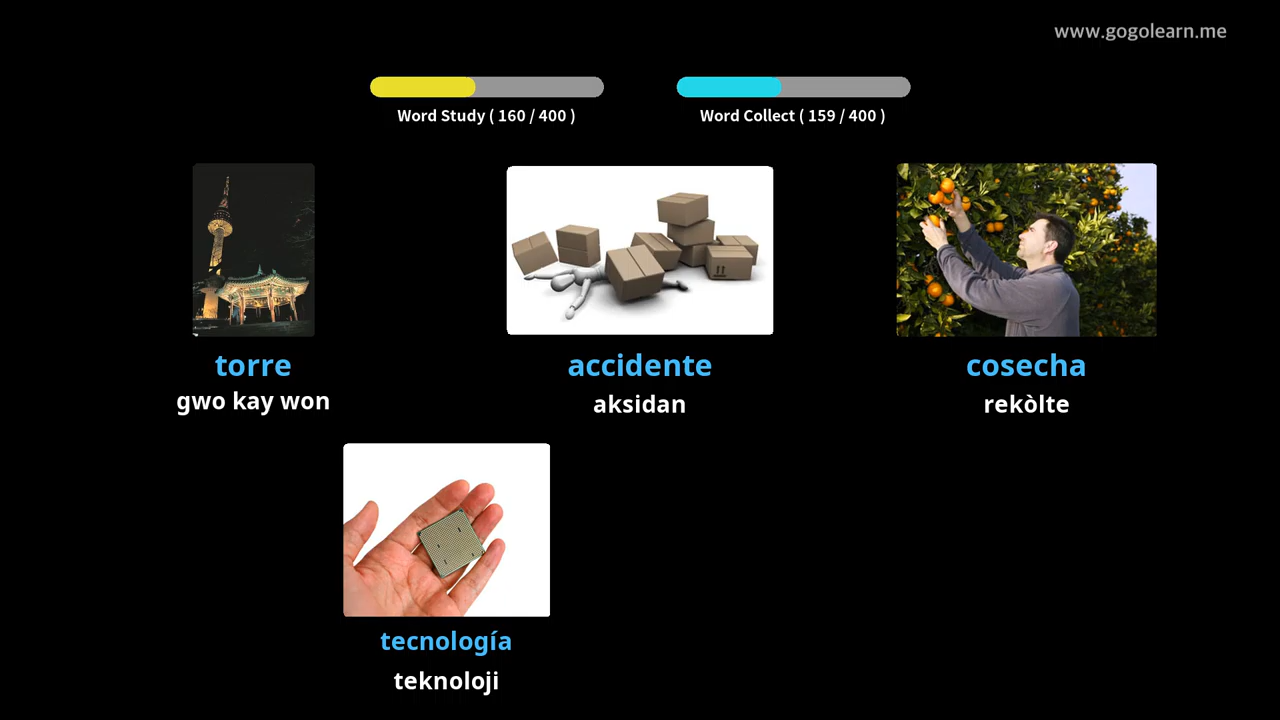 www.gogolearn.me
Word Study ( 160 / 400 )
Word Collect ( 159 / 400 )
torre
gwo kay won
accidente
aksidan
cosecha
rekòlte
tecnología
teknoloji